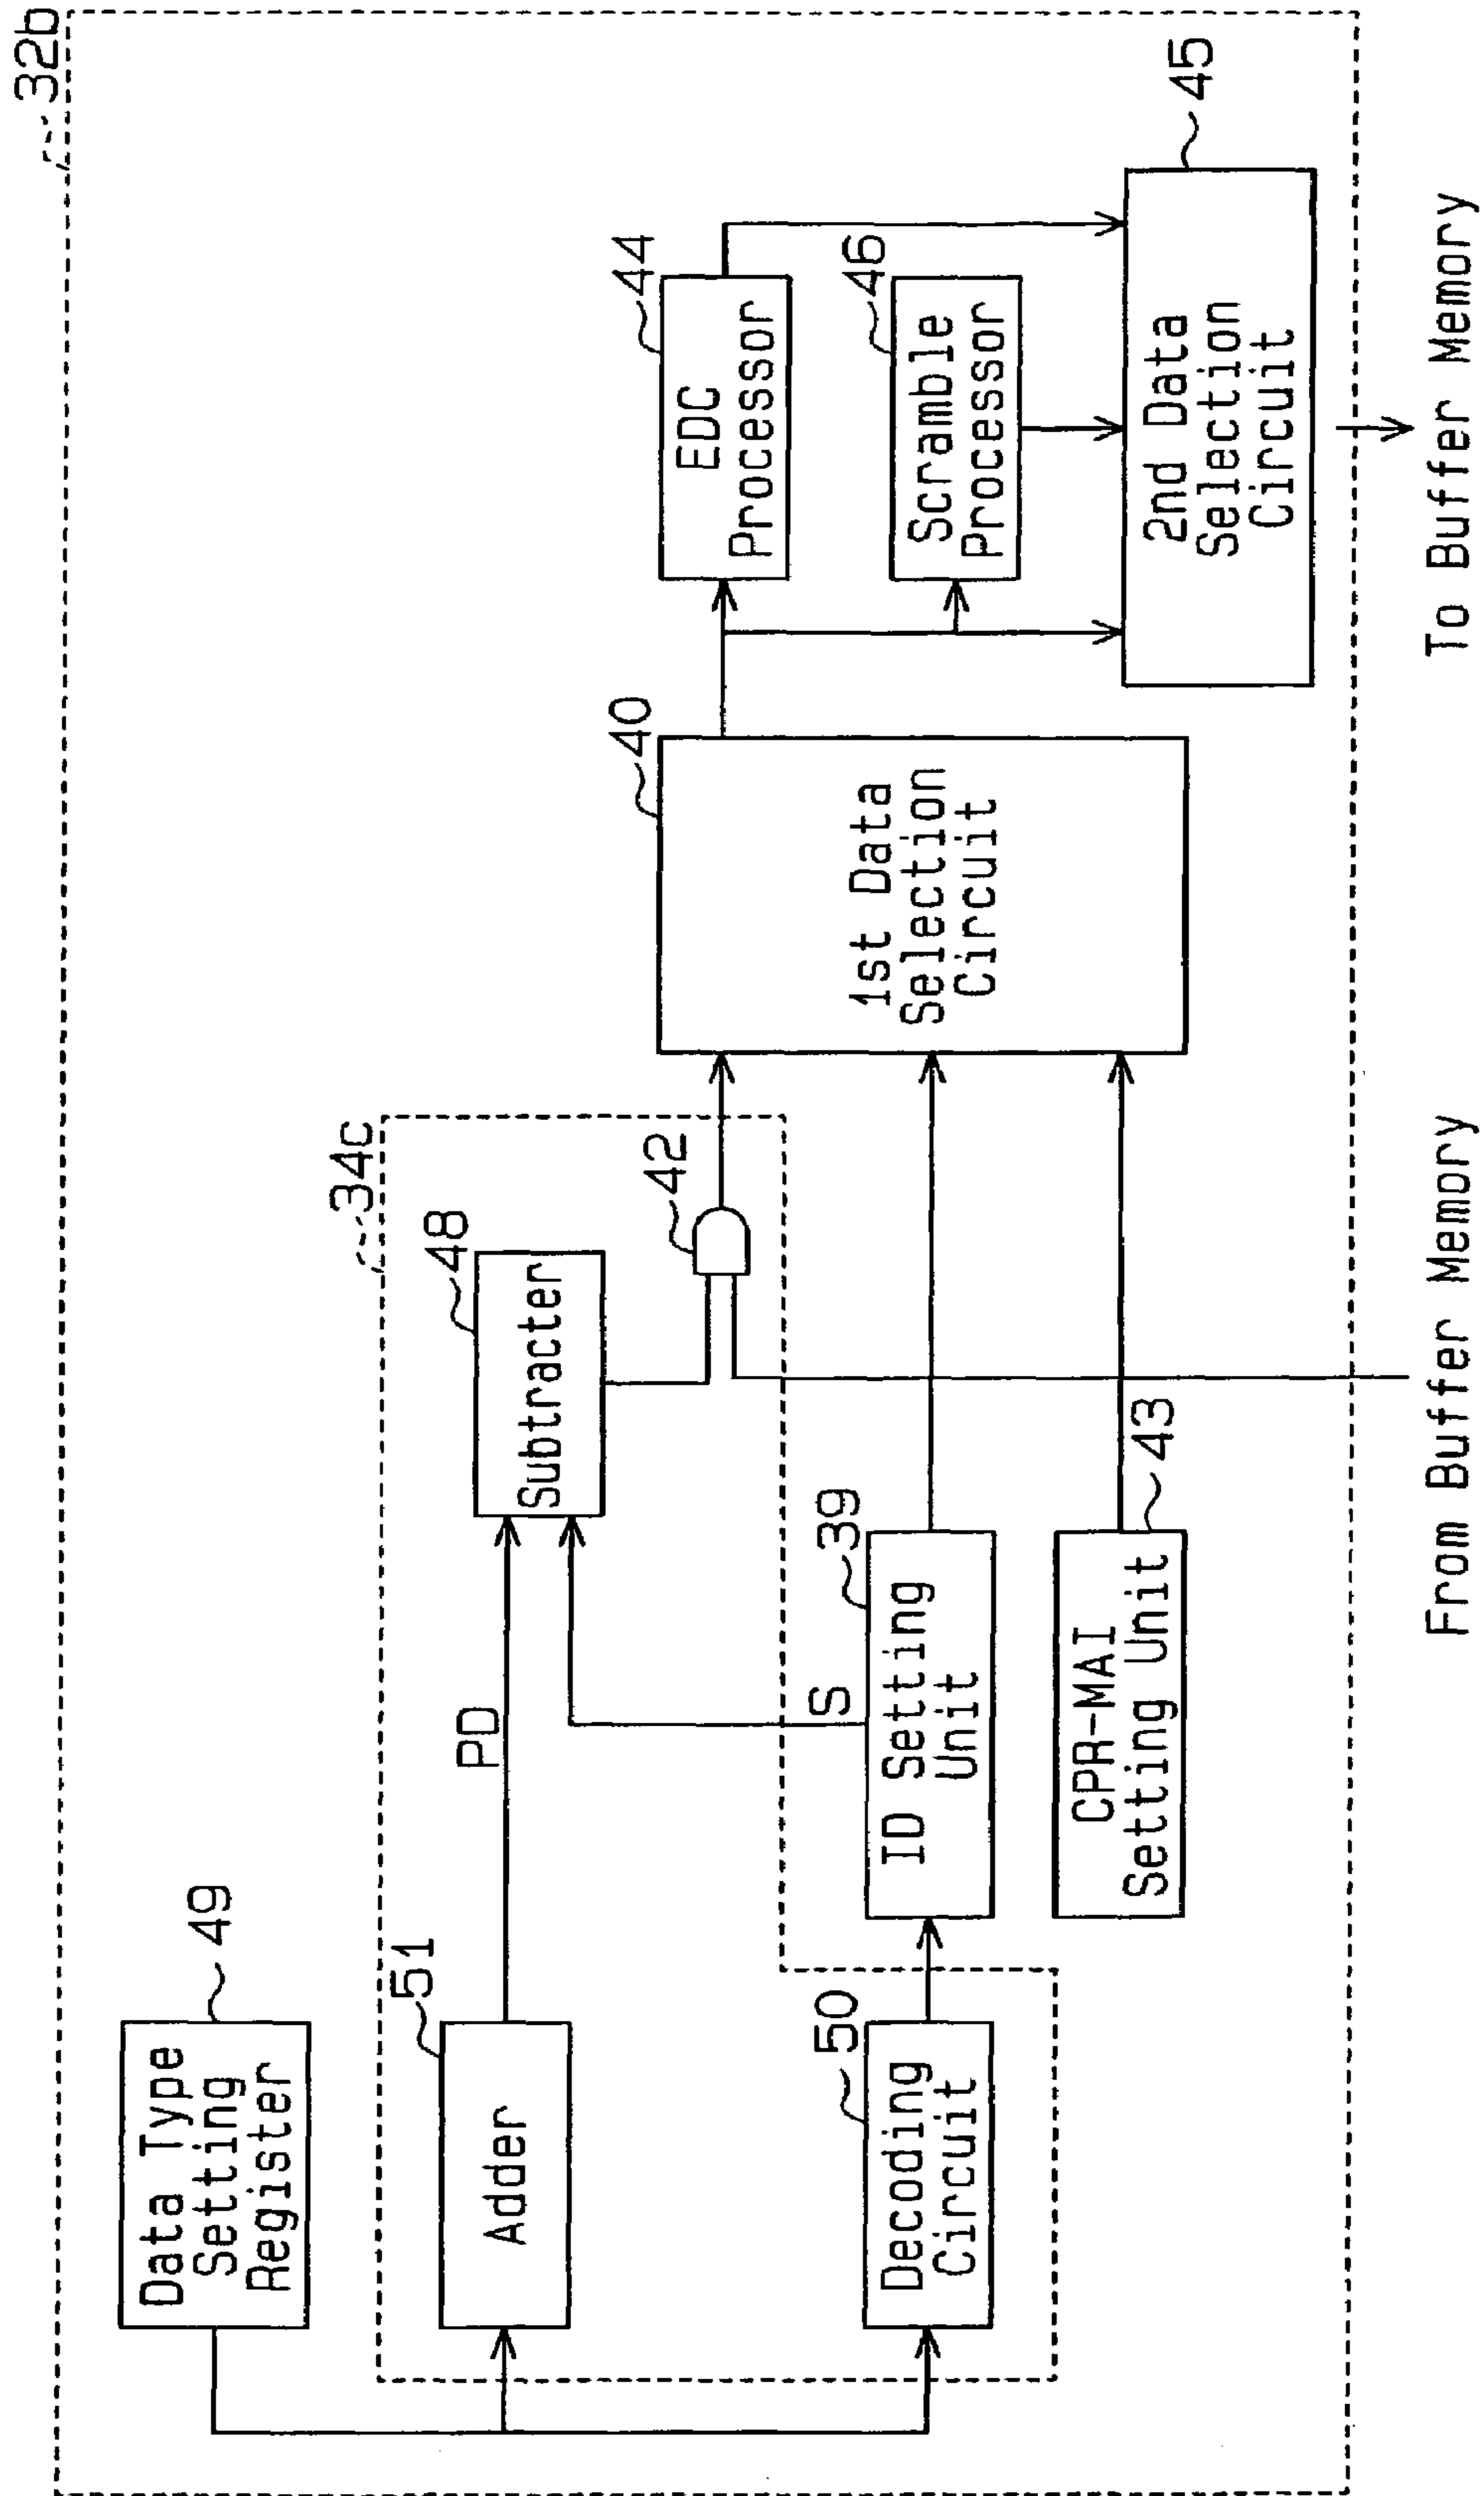 32b
Data Type
Setting
Register
49
34c
Adder
51
PD
Subtracter
48
42
Decoding
Circuit
50
ID Setting
Unit
39
S
CPR-MAI
Setting Unit
43
1st Data
Selection
Circuit
40
EDC
Processor
44
Scramble
Processor
46
2nd Data
Selection
Circuit
45
From Buffer Memory
To Buffer Memory